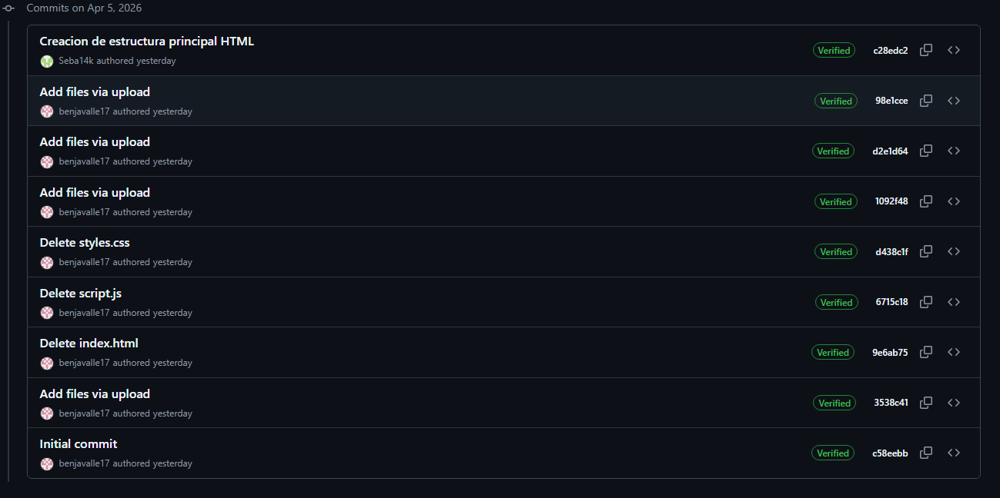 Commits on Apr 5, 2026
Creacion de estructura principal HTML
Seba14k authored yesterday
Verified
c28edc2
Add files via upload
benjavalle17 authored yesterday
Verified
98e1cce
Add files via upload
benjavalle17 authored yesterday
Verified
d2e1d64
Add files via upload
benjavalle17 authored yesterday
Verified
1092f48
Delete styles.css
benjavalle17 authored yesterday
Verified
d438c1f
Delete script.js
benjavalle17 authored yesterday
Verified
6715c18
Delete index.html
benjavalle17 authored yesterday
Verified
9e6ab75
Add files via upload
benjavalle17 authored yesterday
Verified
3538c41
Initial commit
benjavalle17 authored yesterday
Verified
c58eebb